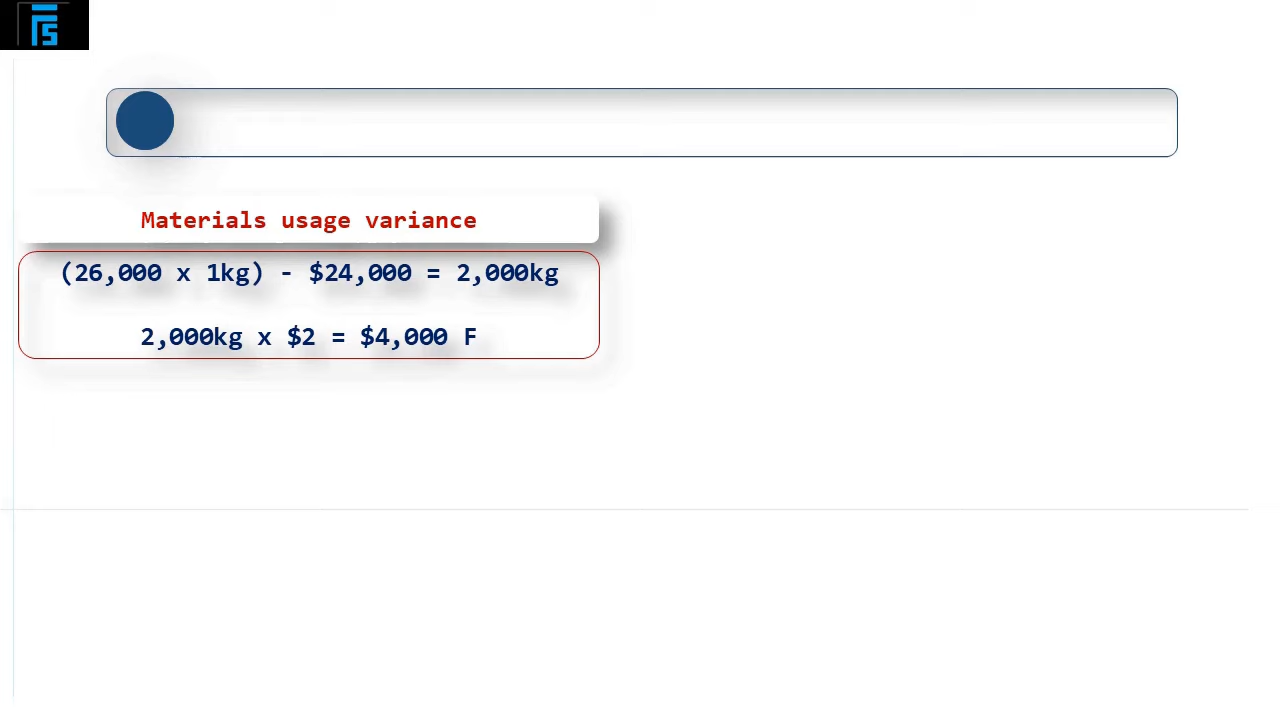 Materials usage variance
(26,000 x 1kg) - $24,000 = 2,000kg
2,000kg x $2 = $4,000 F